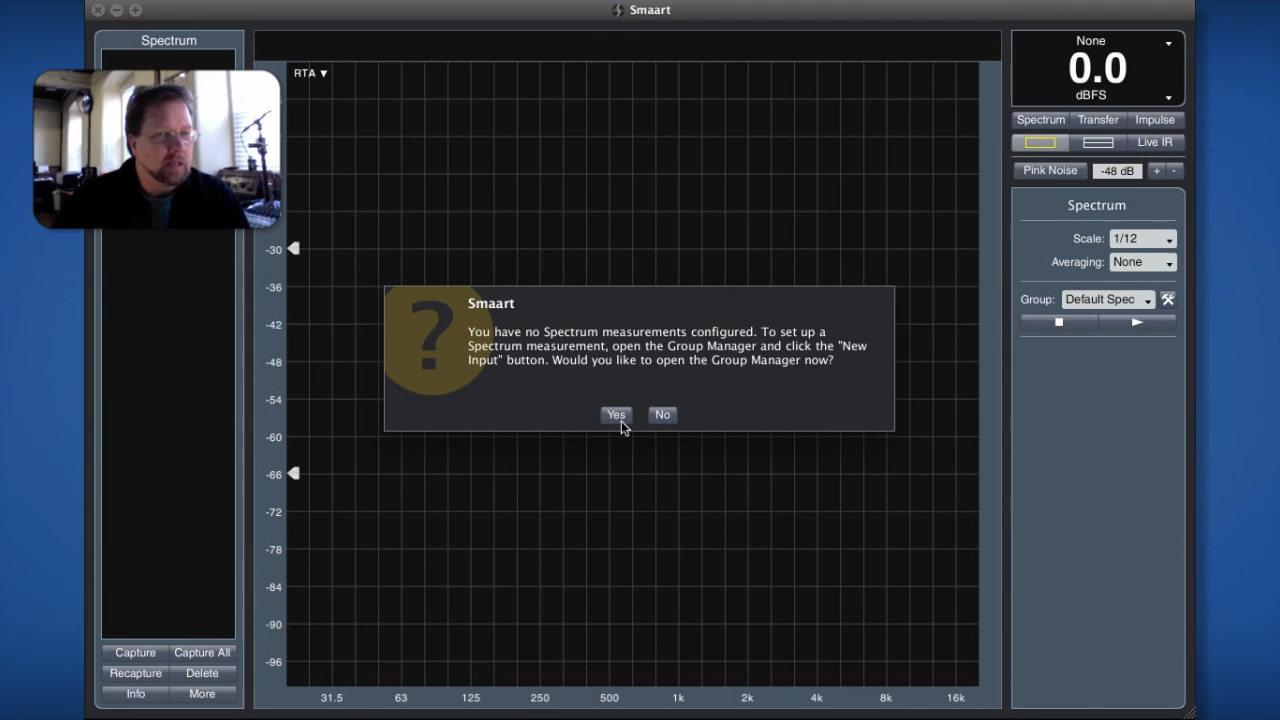 Smaart
Spectrum
RTA ▼
-30
-36
-42
-48
-54
-60
-66
-72
-78
-84
-90
-96
31.5 63 125 250 500 1k 2k 4k 8k 16k
Smaart
You have no Spectrum measurements configured. To set up a
Spectrum measurement, open the Group Manager and click the "New
Input" button. Would you like to open the Group Manager now?
Yes No
Capture Capture All
Recapture Delete
Info More
None
0.0
dBFS
Spectrum Transfer Impulse
Live IR
Pink Noise -48 dB + -
Spectrum
Scale: 1/12
Averaging: None
Group: Default Spec